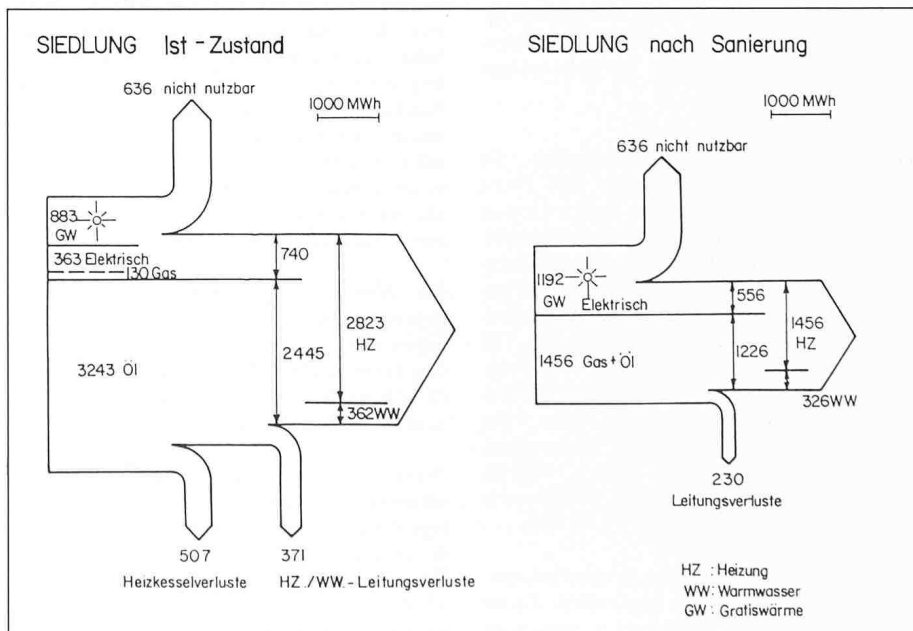 SIEDLUNG Ist-Zustand
636 nicht nutzbar
1000 MWh
883
GW
363 Elektrisch
130 Gas
740
2823
HZ
2445
3243 Öl
362WW
507
371
Heizkesselverluste
HZ./WW.-Leitungsverluste
SIEDLUNG nach Sanierung
1000 MWh
636 nicht nutzbar
1192
GW
Elektrisch
556
1456
HZ
1456 Gas+Öl
1226
326WW
230
Leitungsverluste
HZ : Heizung
WW: Warmwasser
GW: Gratiswärme